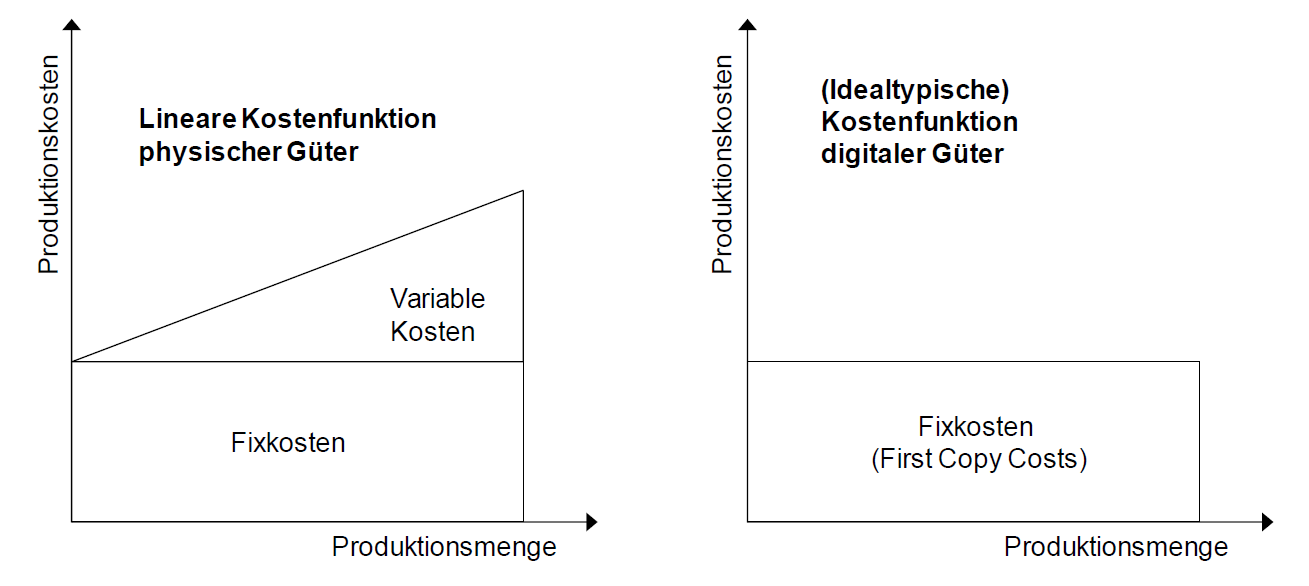 Produktionskosten
Lineare Kostenfunktion
physischer Güter
Variable
Kosten
Fixkosten
Produktionsmenge
Produktionskosten
(Idealtypische)
Kostenfunktion
digitaler Güter
Fixkosten
(First Copy Costs)
Produktionsmenge